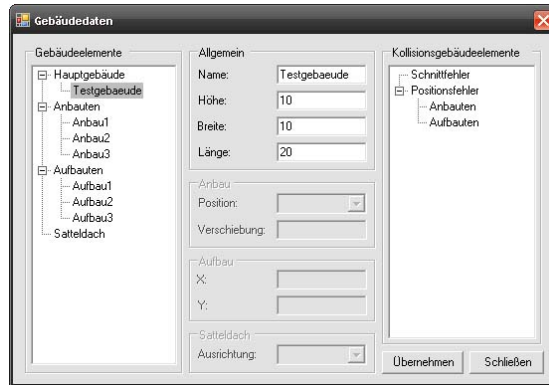 Gebäudedaten
Gebäudeelemente
Hauptgebäude
Testgebaeude
Anbauten
Anbau1
Anbau2
Anbau3
Aufbauten
Aufbau1
Aufbau2
Aufbau3
Satteldach
Allgemein
Name: Testgebaeude
Höhe: 10
Breite: 10
Länge: 20
Anbau
Position:
Verschiebung:
Aufbau
X:
Y:
Satteldach
Ausrichtung:
Kollisionsgebäudeelemente
Schnittfehler
Positionsfehler
Anbauten
Aufbauten
Übernehmen Schließen